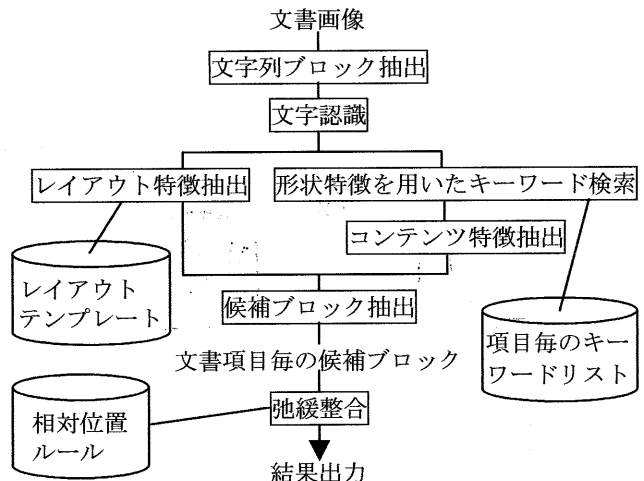 文書画像
文字列ブロック抽出
文字認識
レイアウト特徴抽出
形状特徴を用いたキーワード検索
コンテンツ特徴抽出
レイアウト
テンプレート
候補ブロック抽出
項目毎のキー
ワードリスト
文書項目毎の候補ブロック
相対位置
ルール
弛緩整合
結果出力